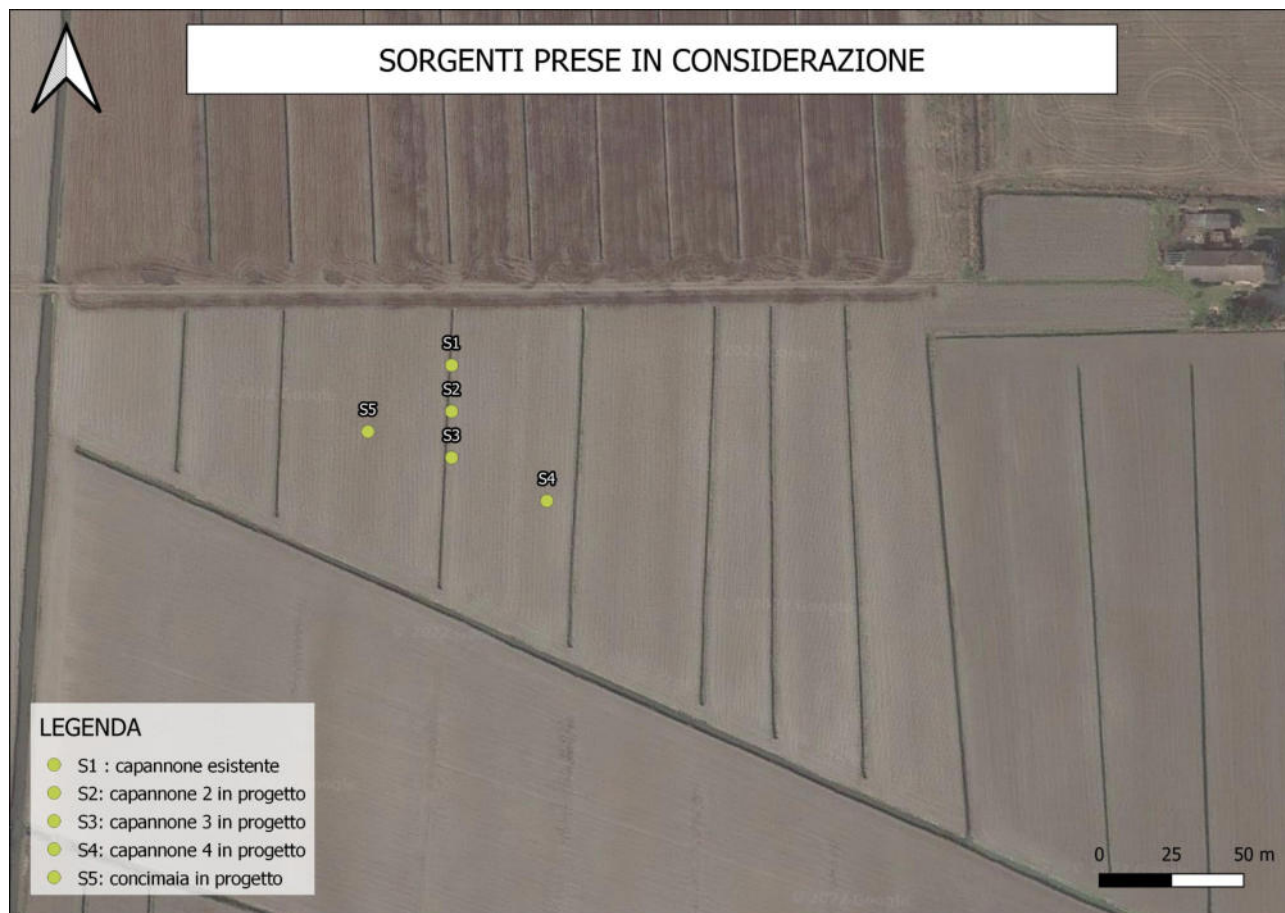 SORGENTI PRESE IN CONSIDERAZIONE
S1
S2
S5
S3
S4
LEGENDA
S1 : capannone esistente
S2: capannone 2 in progetto
S3: capannone 3 in progetto
S4: capannone 4 in progetto
S5: concimaia in progetto
0 25 50 m